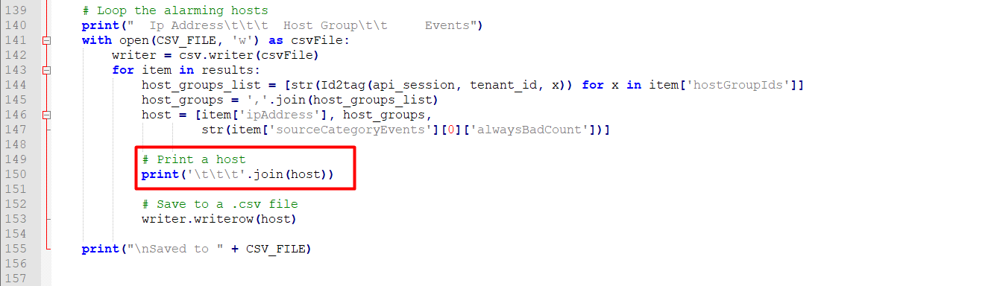 139 # Loop the alarming hosts
140 print("  Ip Address\t\t\t  Host Group\t\t     Events")
141 with open(CSV_FILE, 'w') as csvFile:
142     writer = csv.writer(csvFile)
143     for item in results:
144         host_groups_list = [str(Id2tag(api_session, tenant_id, x)) for x in item['hostGroupIds']]
145         host_groups = ','.join(host_groups_list)
146         host = [item['ipAddress'], host_groups,
147                 str(item['sourceCategoryEvents'][0]['alwaysBadCount'])]
148
149         # Print a host
150         print('\t\t\t'.join(host))
151
152         # Save to a .csv file
153         writer.writerow(host)
154
155 print("\nSaved to " + CSV_FILE)
156
157